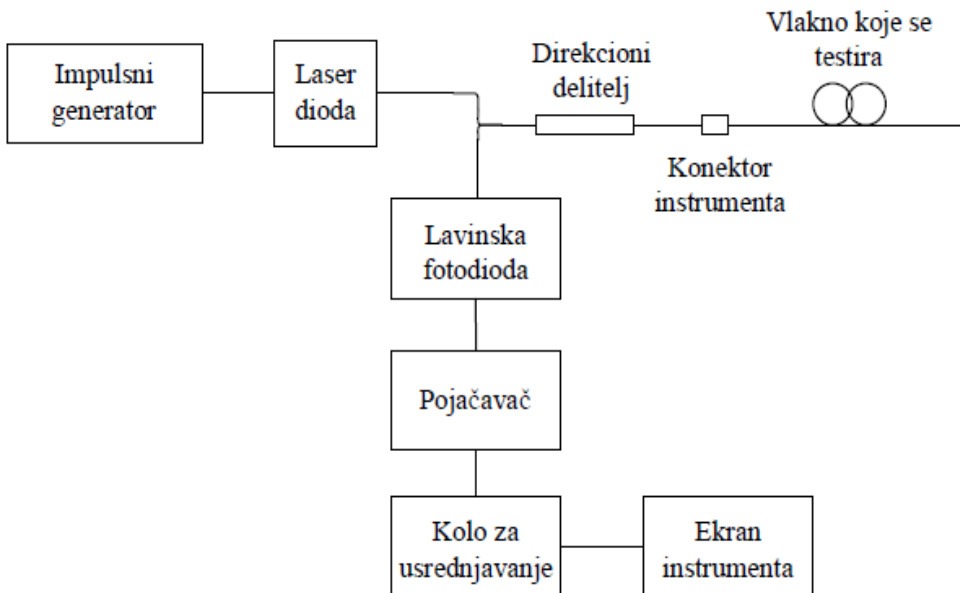 Impulsni
generator
Laser
dioda
Direkcioni
delitelj
Vlakno koje se
testira
Konektor
instrumenta
Lavinska
fotodioda
Pojačavač
Kolo za
usrednjavanje
Ekran
instrumenta